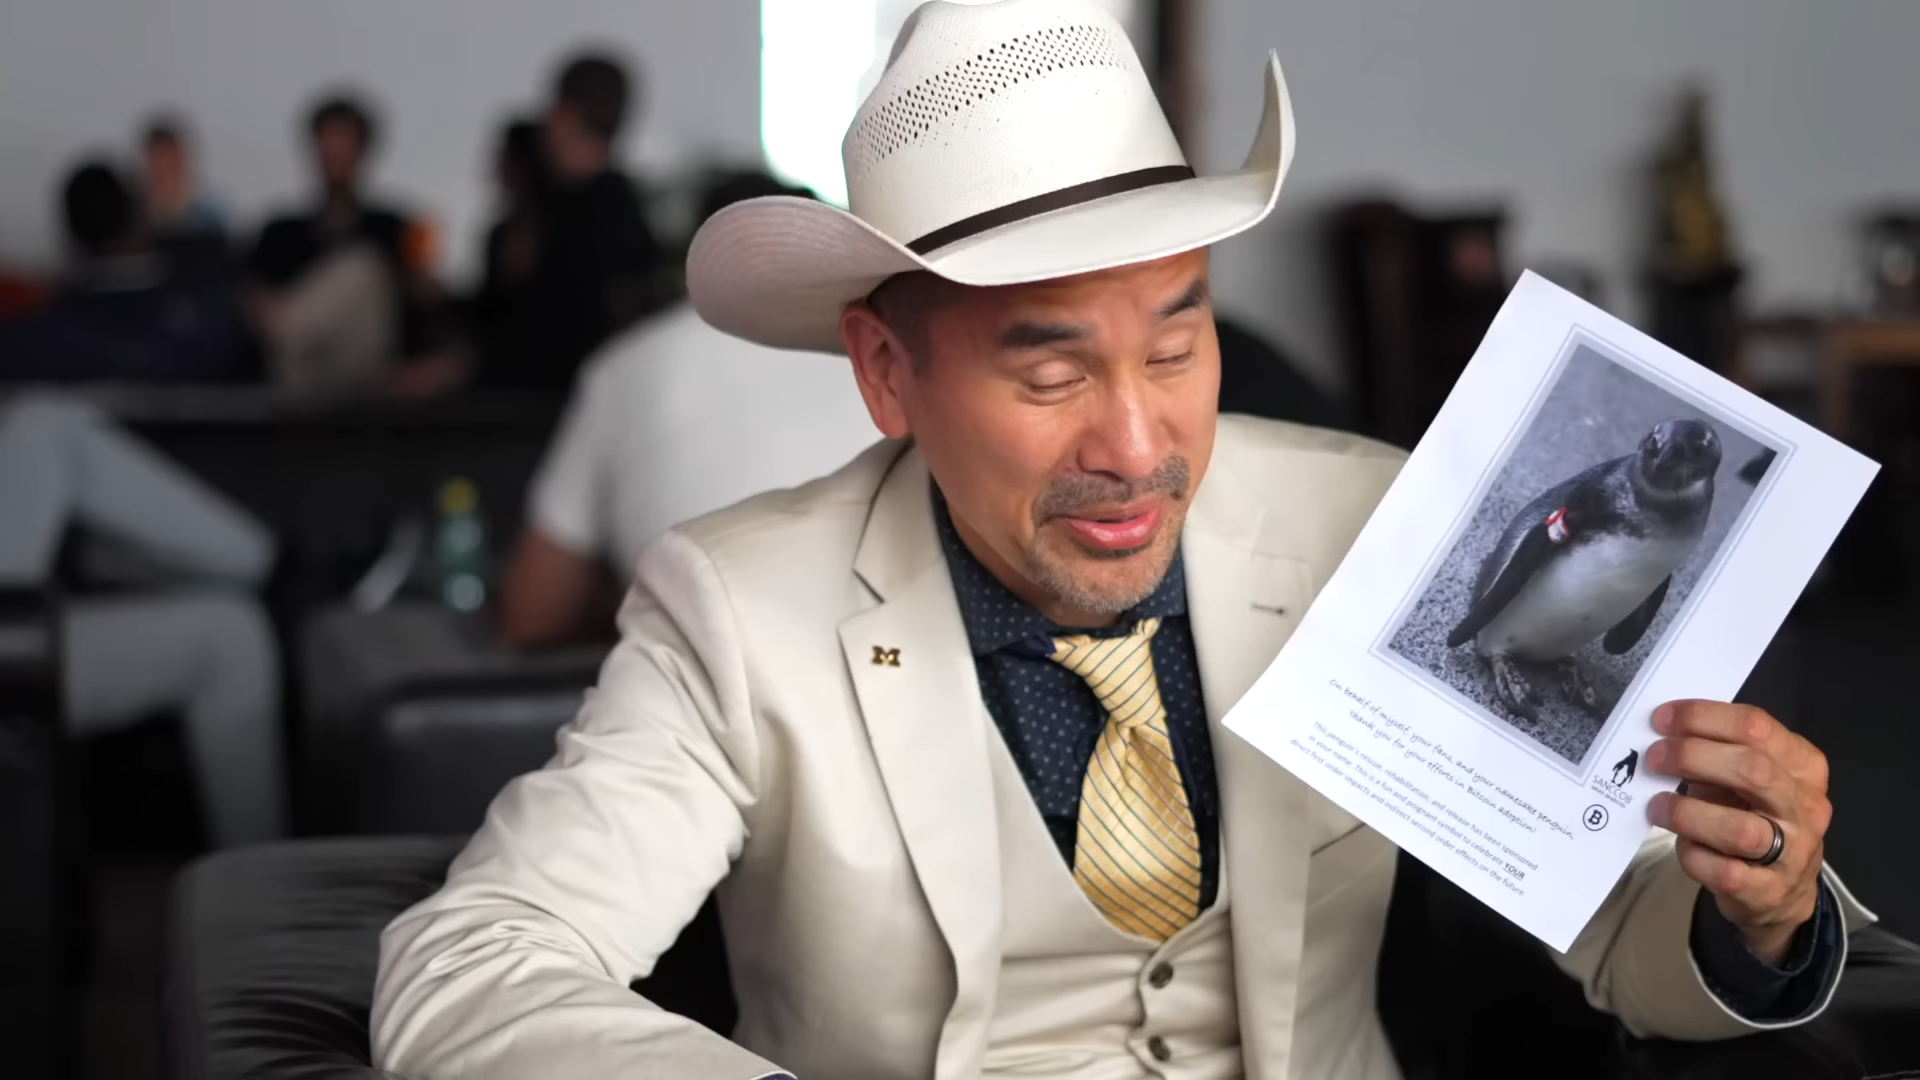 M
On behalf of myself, your fans, and your namesake penguin,
thank you for your efforts in Bitcoin adoption!
This penguin's rescue, rehabilitation, and release has been sponsored
in your name. This is a fun and poignant symbol to celebrate YOUR
direct first order impacts and indirect second order effects on the future.
SANCCOB
B